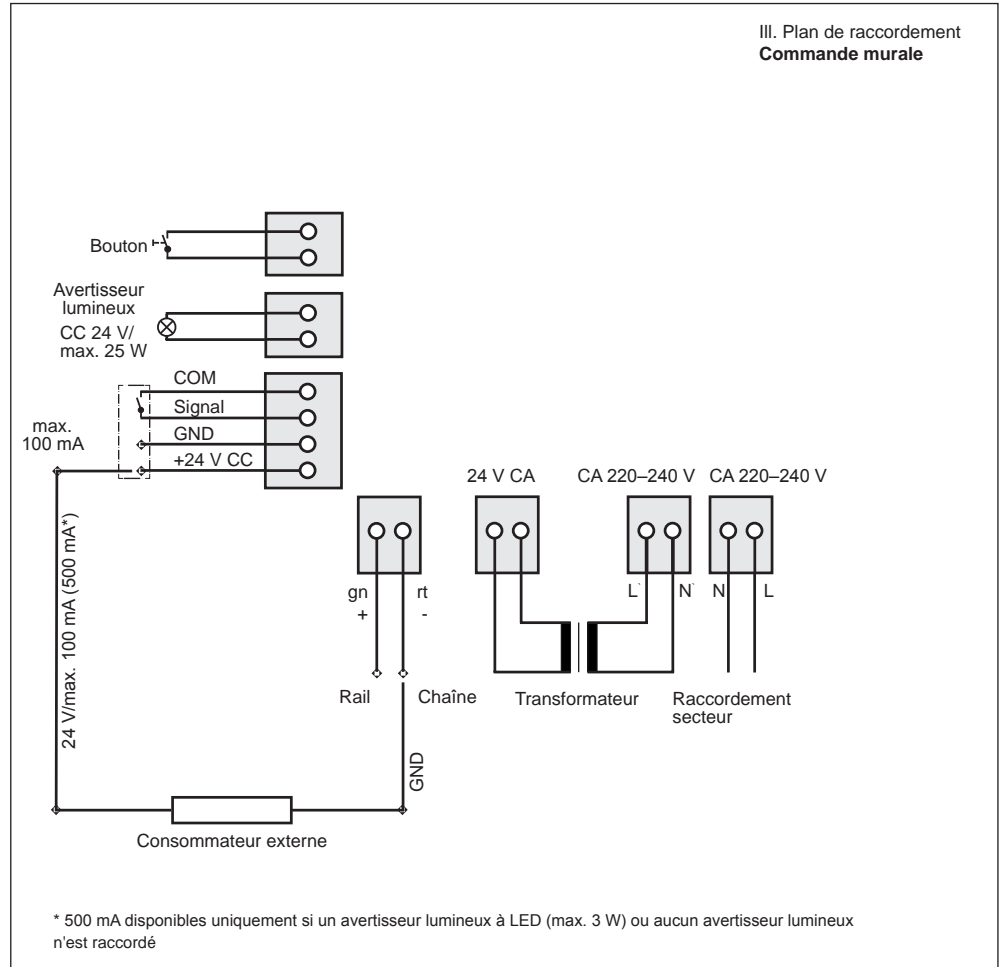 III. Plan de raccordement
Commande murale
Bouton
Avertisseur
lumineux
CC 24 V/
max. 25 W
COM
Signal
GND
+24 V CC
max.
100 mA
24 V/max. 100 mA (500 mA*)
24 V CA
CA 220–240 V
CA 220–240 V
gn
+
rt
-
L`
N`
N
L
Rail
Chaîne
Transformateur
Raccordement
secteur
GND
Consommateur externe
* 500 mA disponibles uniquement si un avertisseur lumineux à LED (max. 3 W) ou aucun avertisseur lumineux
n'est raccordé